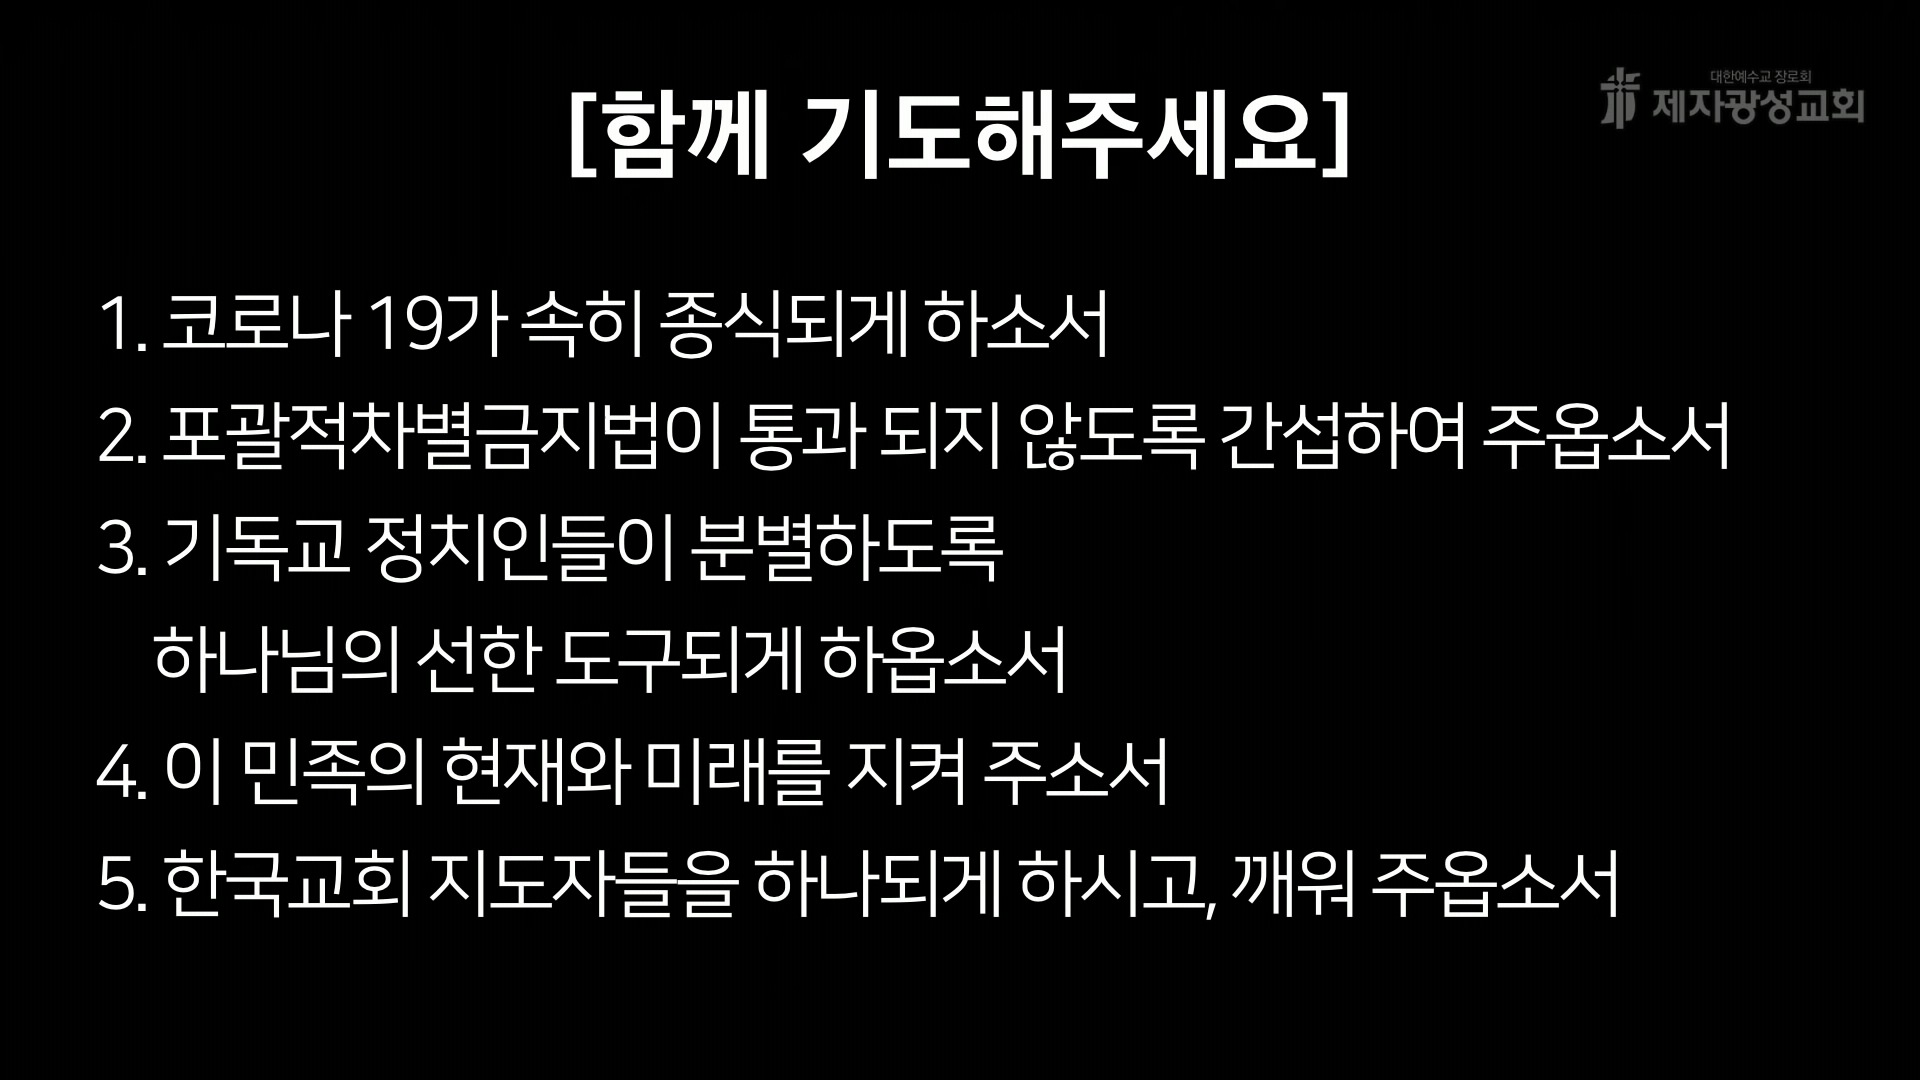 대한예수교 장로회
제자광성교회
[함께 기도해주세요]
1. 코로나 19가 속히 종식되게 하소서
2. 포괄적차별금지법이 통과 되지 않도록 간섭하여 주옵소서
3. 기독교 정치인들이 분별하도록
하나님의 선한 도구되게 하옵소서
4. 이 민족의 현재와 미래를 지켜 주소서
5. 한국교회 지도자들을 하나되게 하시고, 깨워 주옵소서